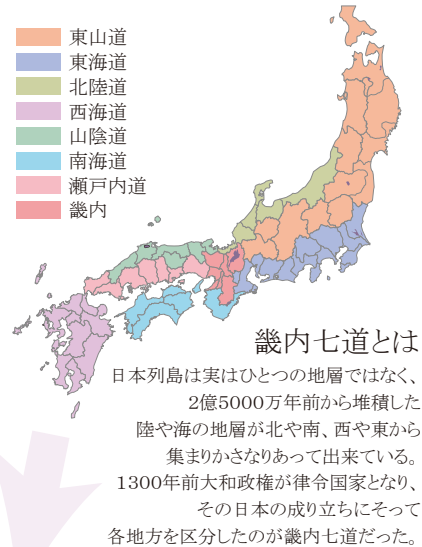 東山道
東海道
北陸道
西海道
山陰道
南海道
瀬戸内道
畿内
畿内七道とは
日本列島は実はひとつの地層ではなく、
2億5000万年前から堆積した
陸や海の地層が北や南、西や東から
集まりかさなりあって出来ている。
1300年前大和政権が律令国家となり、
その日本の成り立ちにそって
各地方を区分したのが畿内七道だった。